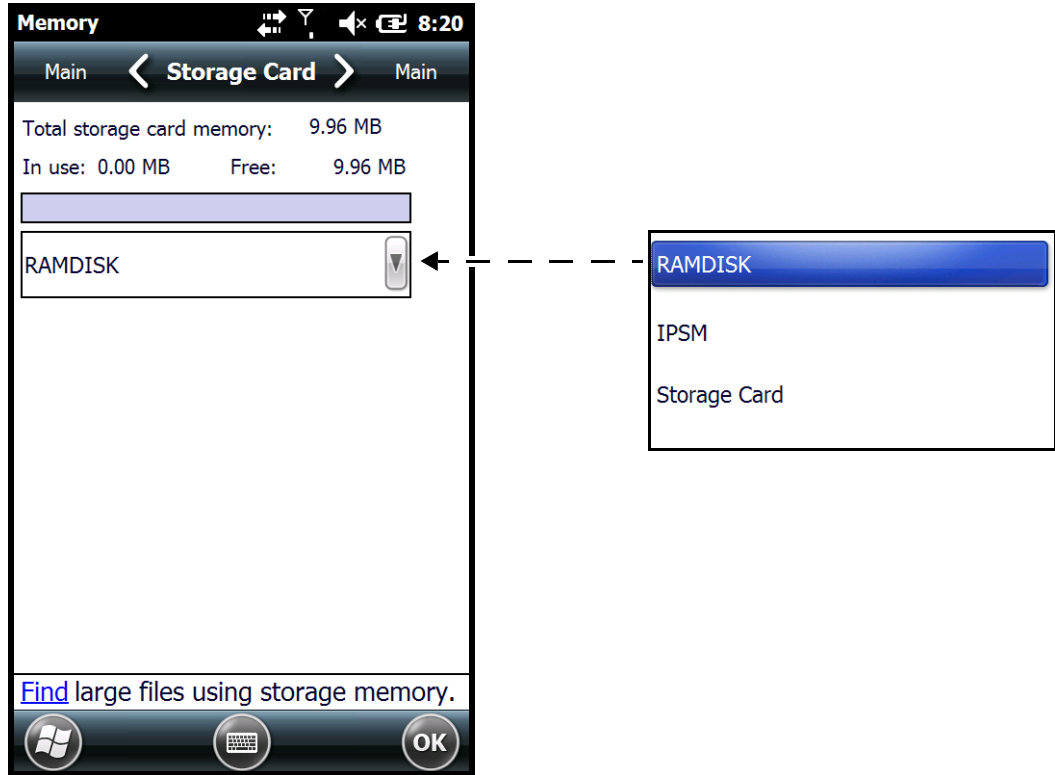 Memory 8:20
Main Storage Card Main
Total storage card memory: 9.96 MB
In use: 0.00 MB Free: 9.96 MB
RAMDISK
RAMDISK
IPSM
Storage Card
Find large files using storage memory.
OK